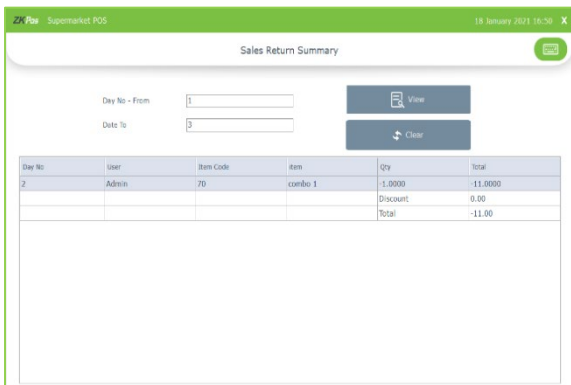 ZKPos Supermarket POS 18 January 2021 16:50 X
Sales Return Summary
Day No - From 1 View
Date To 3 Clear
Day No User Item Code item Qty Total
2 Admin 70 combo 1 -1.0000 -11.0000
Discount 0.00
Total -11.00